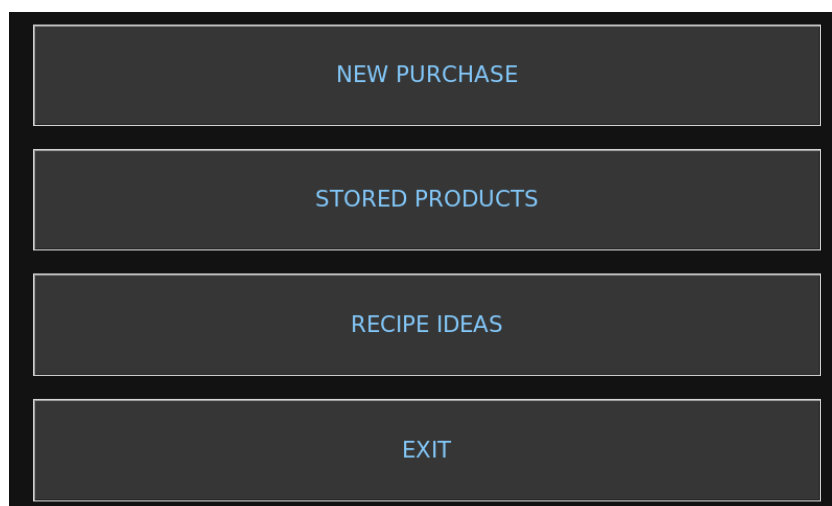 NEW PURCHASE
STORED PRODUCTS
RECIPE IDEAS
EXIT